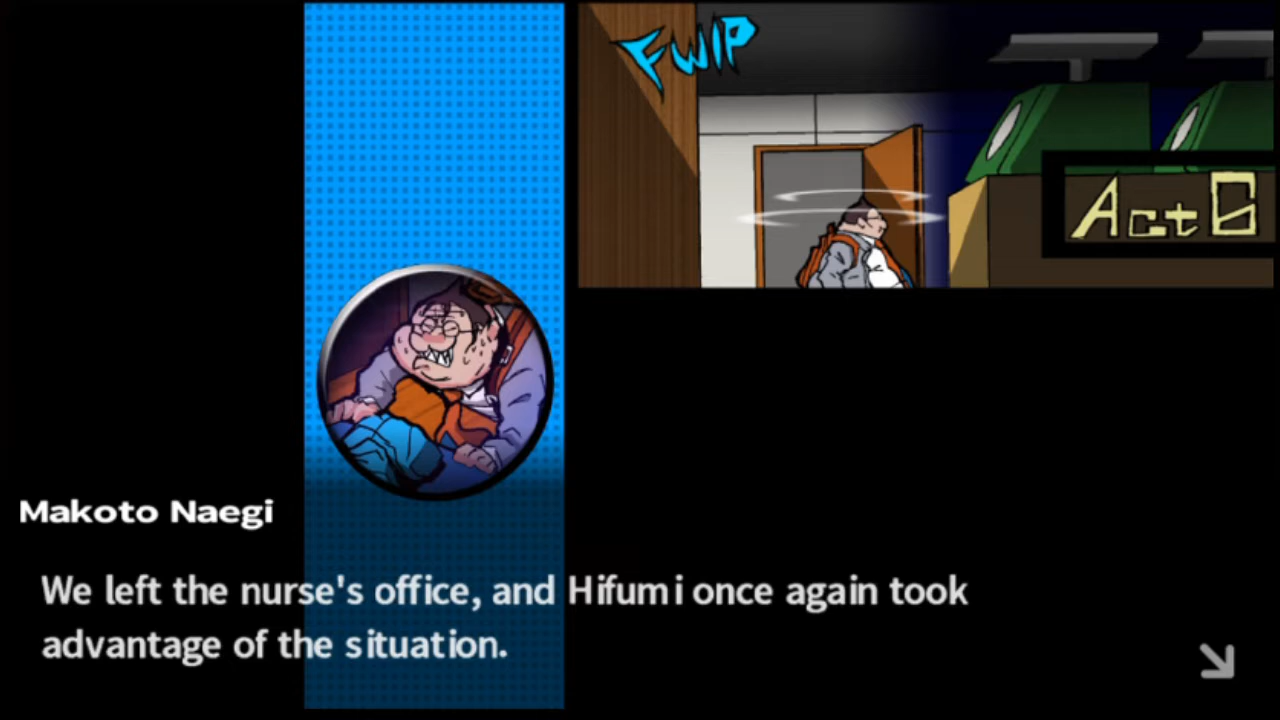 FWIP
Act 6
Makoto Naegi
We left the nurse's office, and Hifumi once again took
advantage of the situation.